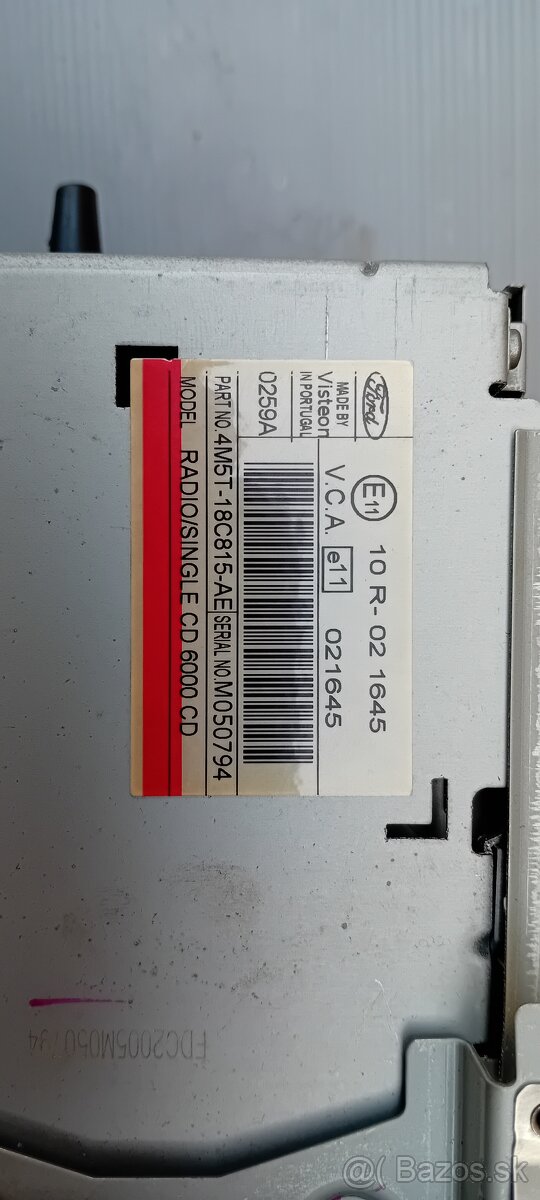 Ford
MADE BY
Visteon
IN PORTUGAL
0259A
E11 10 R- 02 1645
V.C.A. e11 021645
PART NO. 4M5T-18C815-AE SERIAL NO. M050794
MODEL RADIO/SINGLE CD 6000 CD
FDC2005M050794
@ Bazos.sk